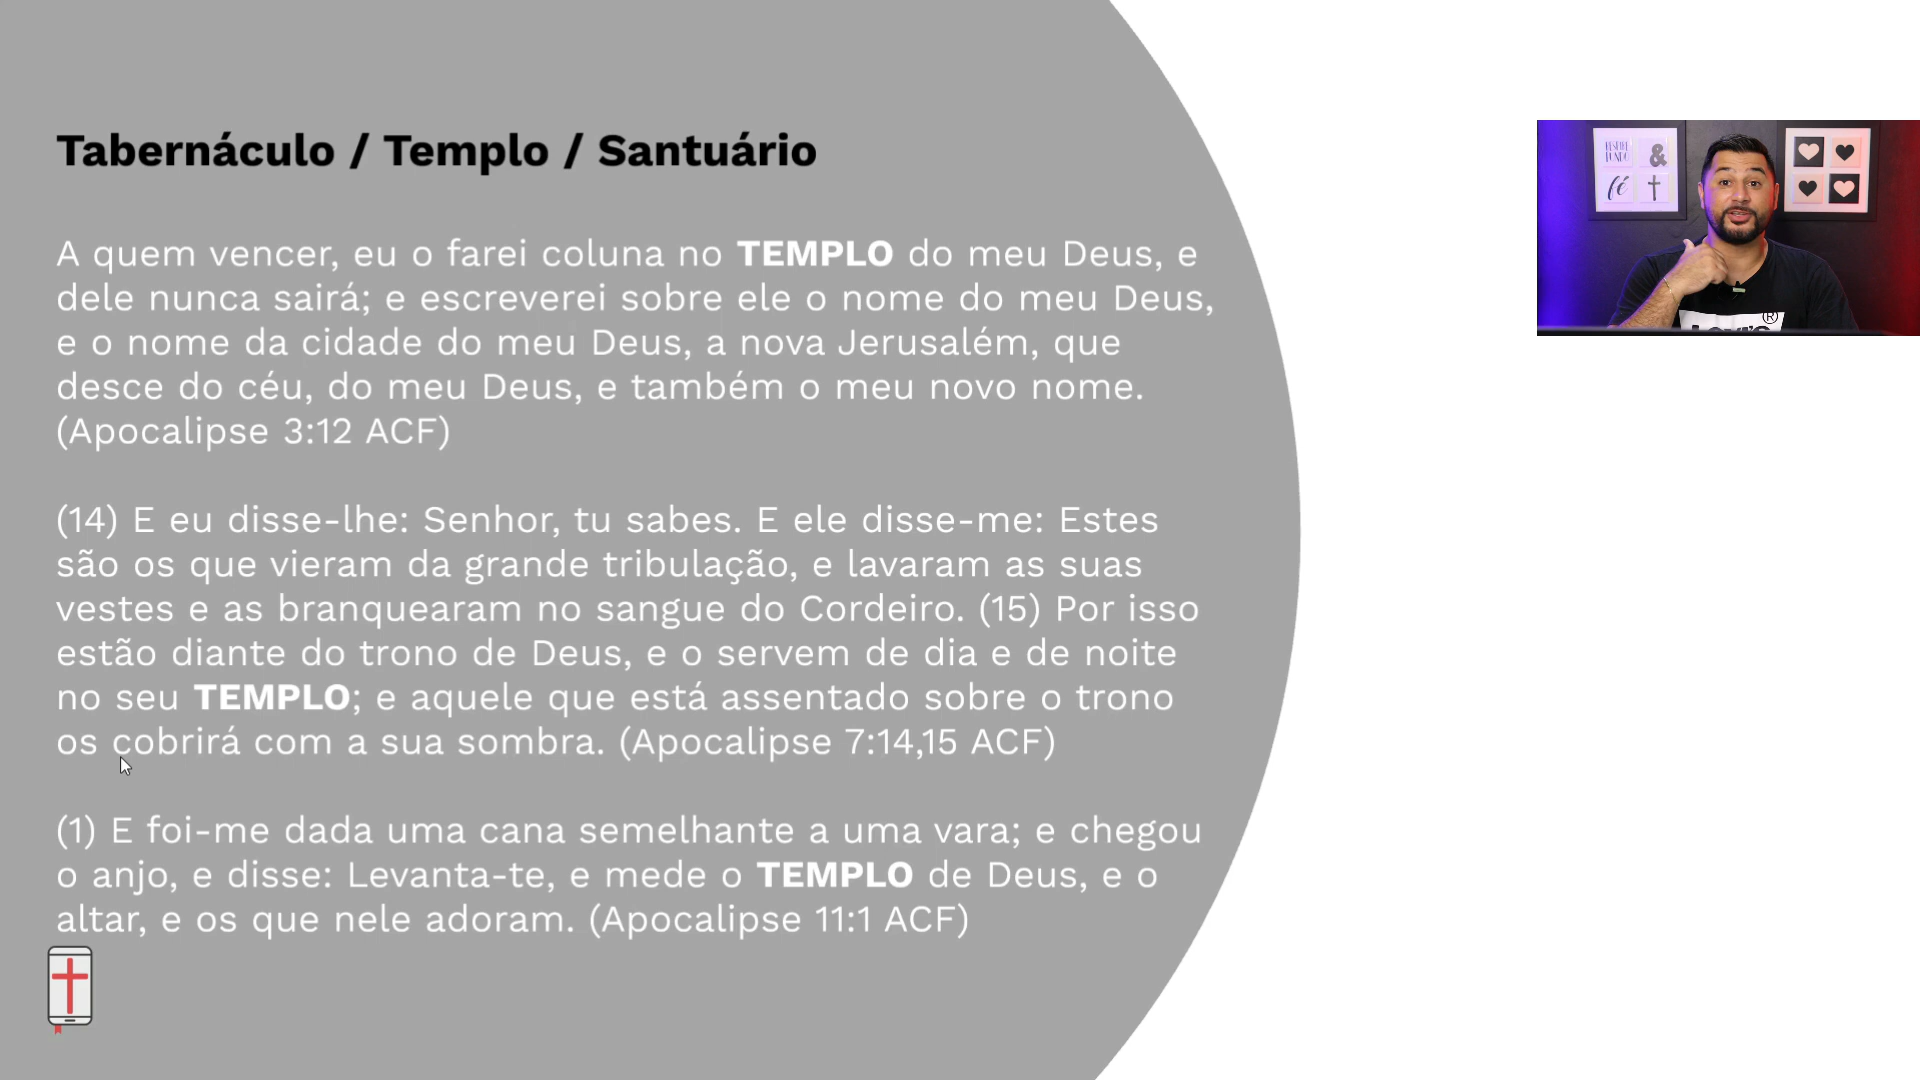 Tabernáculo / Templo / Santuário
A quem vencer, eu o farei coluna no TEMPLO do meu Deus, e
dele nunca sairá; e escreverei sobre ele o nome do meu Deus,
e o nome da cidade do meu Deus, a nova Jerusalém, que
desce do céu, do meu Deus, e também o meu novo nome.
(Apocalipse 3:12 ACF)
(14) E eu disse-lhe: Senhor, tu sabes. E ele disse-me: Estes
são os que vieram da grande tribulação, e lavaram as suas
vestes e as branquearam no sangue do Cordeiro. (15) Por isso
estão diante do trono de Deus, e o servem de dia e de noite
no seu TEMPLO; e aquele que está assentado sobre o trono
os cobrirá com a sua sombra. (Apocalipse 7:14,15 ACF)
(1) E foi-me dada uma cana semelhante a uma vara; e chegou
o anjo, e disse: Levanta-te, e mede o TEMPLO de Deus, e o
altar, e os que nele adoram. (Apocalipse 11:1 ACF)
&
fé
®